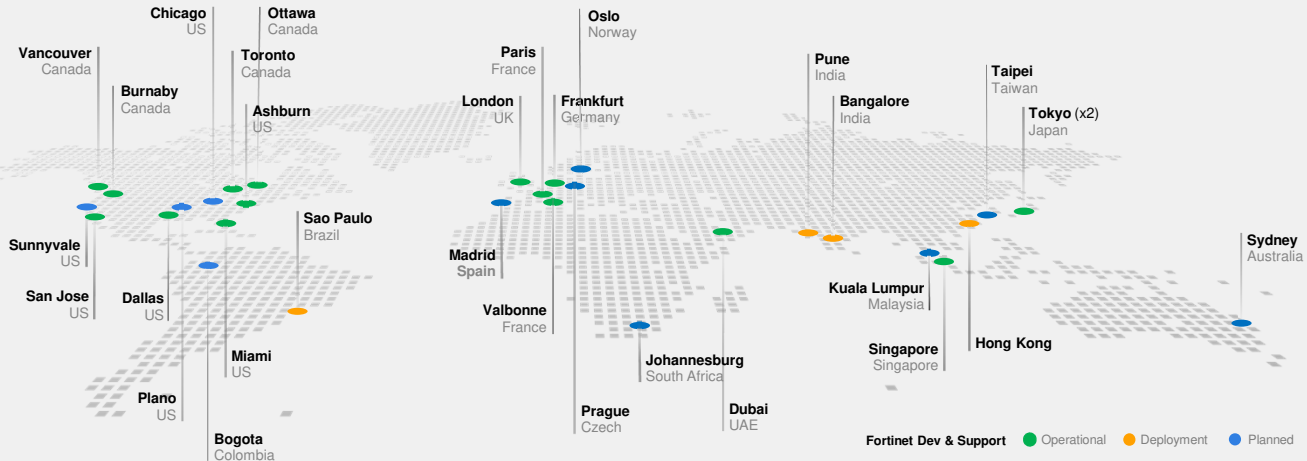 Chicago
US
Ottawa
Canada
Oslo
Norway
Vancouver
Canada
Toronto
Canada
Paris
France
Pune
India
Taipei
Taiwan
Burnaby
Canada
Ashburn
US
London
UK
Frankfurt
Germany
Bangalore
India
Tokyo (x2)
Japan
Sao Paulo
Brazil
Sunnyvale
US
Madrid
Spain
Sydney
Australia
San Jose
US
Dallas
US
Valbonne
France
Kuala Lumpur
Malaysia
Miami
US
Johannesburg
South Africa
Singapore
Singapore
Hong Kong
Plano
US
Prague
Czech
Dubai
UAE
Bogota
Colombia
Fortinet Dev & Support Operational Deployment Planned